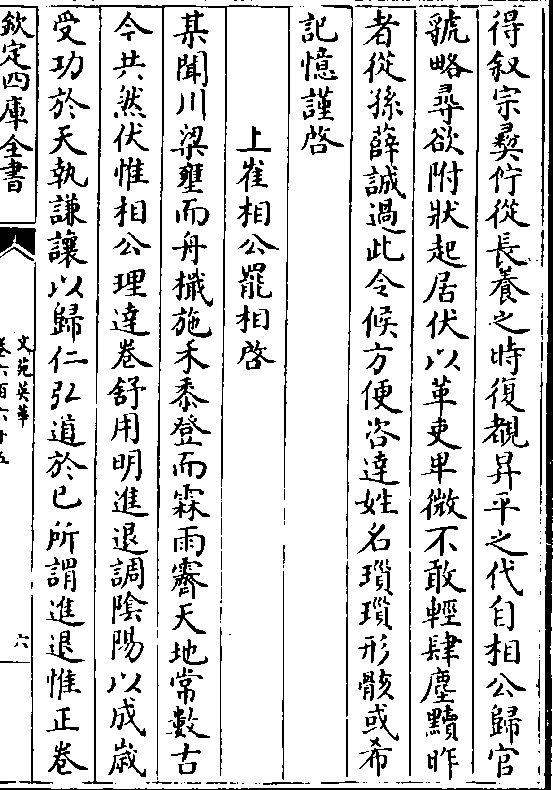 得叙宗彜佇從長養之時復覩昇平之代自相公歸官
號略尋欲附狀起居伏以革吏卑微不敢輕肆塵黷昨
者從孫薛誠過此令候方便咨達姓名瑣瑣形骸或希
記憶謹啓
上崔相公罷相啓
某聞川梁壅而舟檝施禾黍登而霖雨霽天地常數古
今共然伏惟相公理達卷舒用明進退調陰陽以成歲
受功於天執謙讓以歸仁弘道於已所謂進退惟正卷
欽定四庫全書
文苑英華
卷六百六十五
六